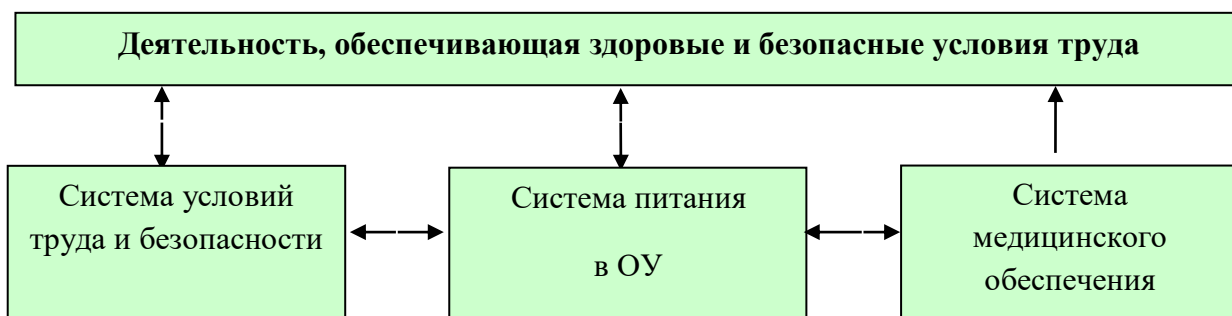 Деятельность, обеспечивающая здоровые и безопасные условия труда
Система условий
труда и безопасности
Система питания
в ОУ
Система
медицинского
обеспечения